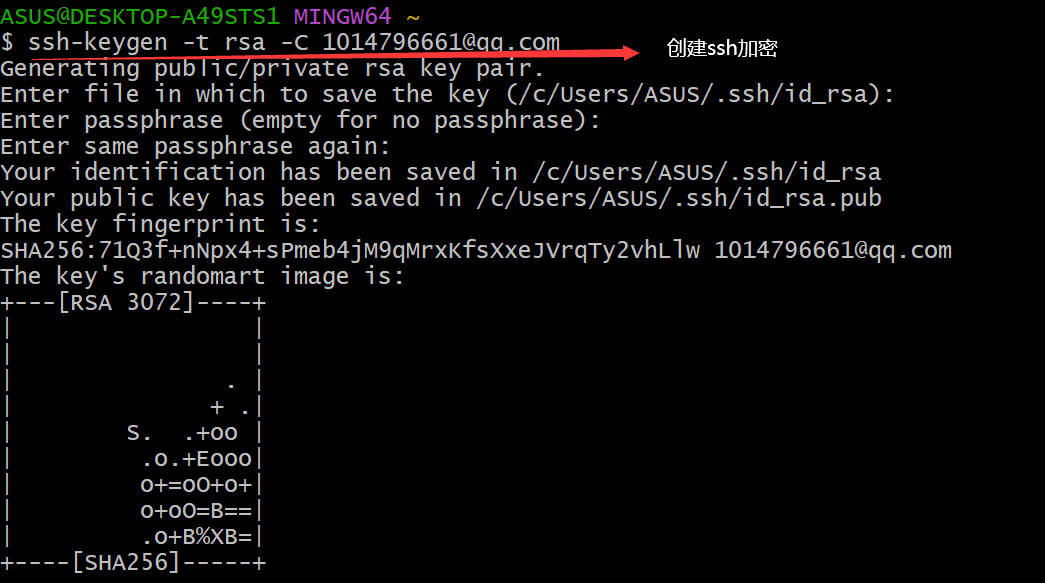 ASUS@DESKTOP-A49STS1 MINGW64 ~
$ ssh-keygen -t rsa -C 1014796661@qq.com
创建ssh加密
Generating public/private rsa key pair.
Enter file in which to save the key (/c/Users/ASUS/.ssh/id_rsa):
Enter passphrase (empty for no passphrase):
Enter same passphrase again:
Your identification has been saved in /c/Users/ASUS/.ssh/id_rsa
Your public key has been saved in /c/Users/ASUS/.ssh/id_rsa.pub
The key fingerprint is:
SHA256:71Q3f+nNpx4+sPmeb4jM9qMrxKfsXxeJVrqTy2vhLlw 1014796661@qq.com
The key's randomart image is:
+---[RSA 3072]----+
|                 |
|                 |
|               . |
|              + .|
|        S.  .+oo |
|         .o.+Eooo|
|         o+=oO+o+|
|         o+oO=B==|
|         .o+B%XB=|
+----[SHA256]-----+